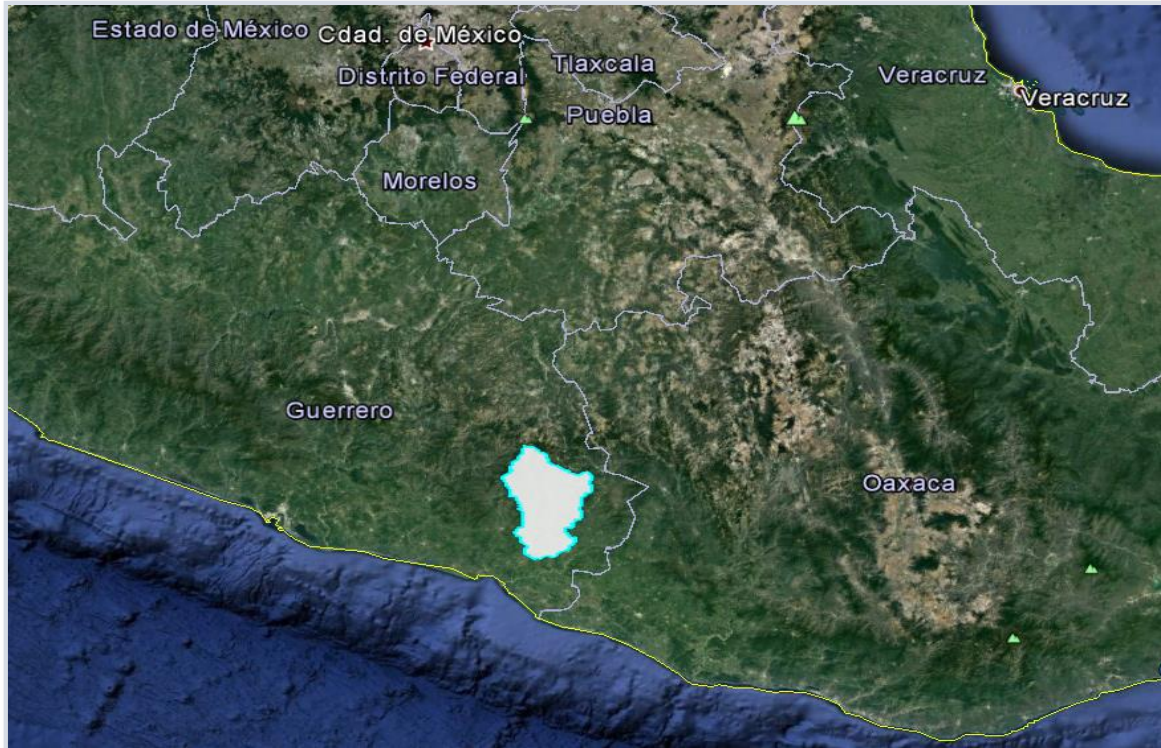 Estado de México
Cdad. de México
Distrito Federal
Tlaxcala
Puebla
Veracruz
Veracruz
Morelos
Guerrero
Oaxaca